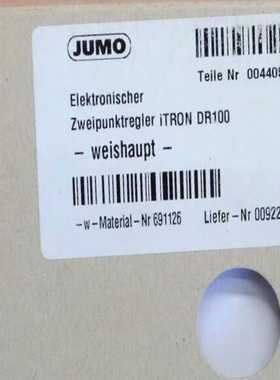 JUMO
Teile Nr 004405
Elektronischer
Zweipunktregler iTRON DR100
- weishaupt -
-w-Material-Nr 691126
Liefer-Nr 00922